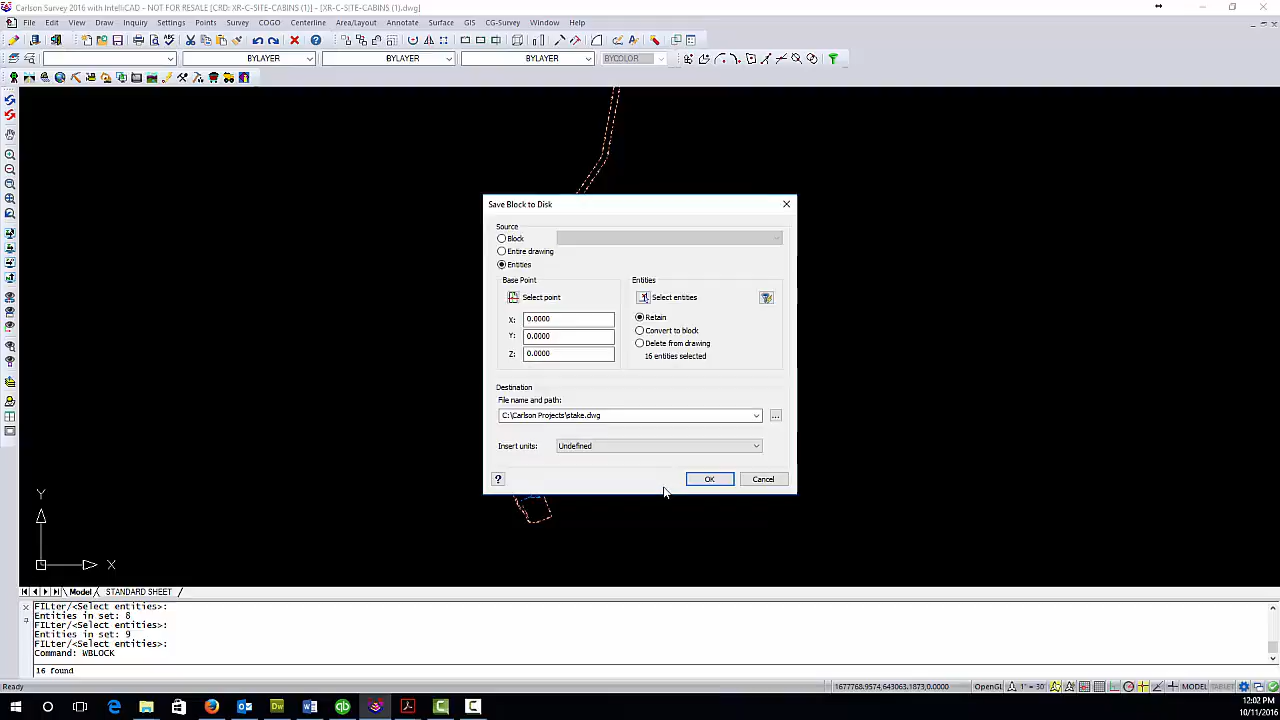 Carlson Survey 2016 with IntelliCAD -- NOT FOR RESALE [CRD: XR-C-SITE-CABINS (1)] - [XR-C-SITE-CABINS (1).dwg]
File Edit View Draw Inquiry Settings Points Survey COGO Centerline Area/Layout Annotate Surface GIS CG-Survey Window Help
BYLAYER BYLAYER BYLAYER BYCOLOR
Save Block to Disk
Source
Block
Entire drawing
Entities
Base Point Entities
Select point Select entities
X: 0.0000 Retain
Y: 0.0000 Convert to block
Z: 0.0000 Delete from drawing
16 entities selected
Destination
File name and path:
C:\Carlson Projects\stake.dwg ...
Insert units: Undefined
? OK Cancel
Y
X
Model STANDARD SHEET
FILter/<Select entities>:
Entities in set: 8
FILter/<Select entities>:
Entities in set: 9
FILter/<Select entities>:
Command: WBLOCK
16 found
Ready 1677768.9574,643063.1873,0.0000 OpenGL 1" = 30' MODEL TABLET
12:02 PM
10/11/2016